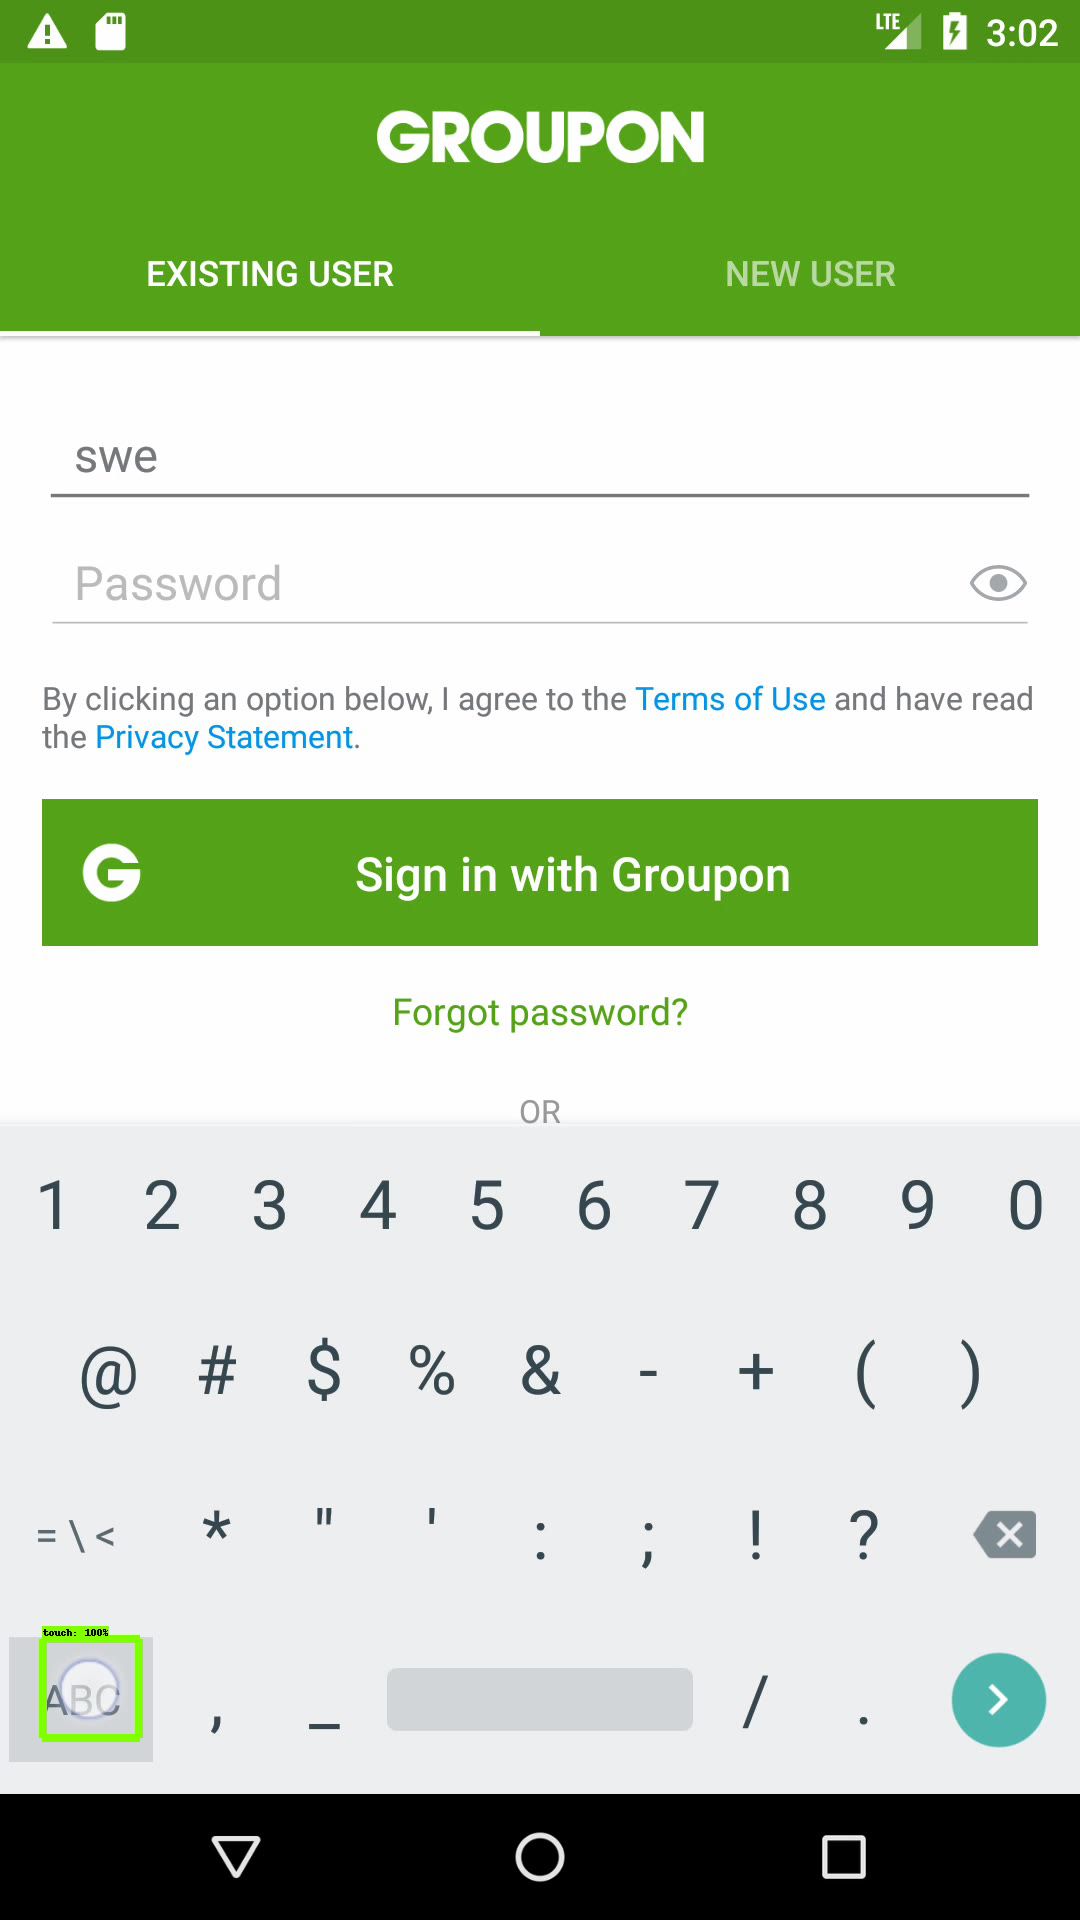 LTE 3:02
GROUPON
EXISTING USER NEW USER
swe
Password
By clicking an option below, I agree to the Terms of Use and have read
the Privacy Statement.
G Sign in with Groupon
Forgot password?
OR
1 2 3 4 5 6 7 8 9 0
@ # $ % & - + ( )
= \ < * " ' : ; ! ?
touch: 100%
ABC , _ / .